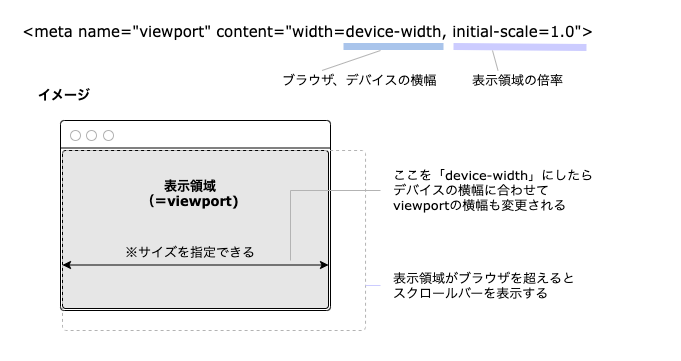 <meta name="viewport" content="width=device-width, initial-scale=1.0">
ブラウザ、デバイスの横幅
表示領域の倍率
イメージ
表示領域
（=viewport）
※サイズを指定できる
ここを「device-width」にしたら
デバイスの横幅に合わせて
viewportの横幅も変更される
表示領域がブラウザを超えると
スクロールバーを表示する